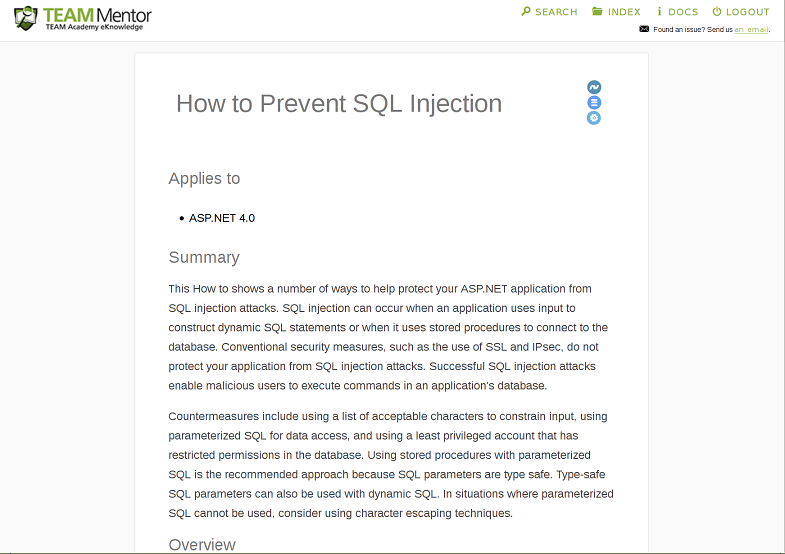 TEAM Mentor
TEAM Academy eKnowledge
SEARCH INDEX DOCS LOGOUT
Found an issue? Send us an email.
How to Prevent SQL Injection
Applies to
• ASP.NET 4.0
Summary
This How to shows a number of ways to help protect your ASP.NET application from
SQL injection attacks. SQL injection can occur when an application uses input to
construct dynamic SQL statements or when it uses stored procedures to connect to the
database. Conventional security measures, such as the use of SSL and IPsec, do not
protect your application from SQL injection attacks. Successful SQL injection attacks
enable malicious users to execute commands in an application's database.
Countermeasures include using a list of acceptable characters to constrain input, using
parameterized SQL for data access, and using a least privileged account that has
restricted permissions in the database. Using stored procedures with parameterized
SQL is the recommended approach because SQL parameters are type safe. Type-safe
SQL parameters can also be used with dynamic SQL. In situations where parameterized
SQL cannot be used, consider using character escaping techniques.
Overview